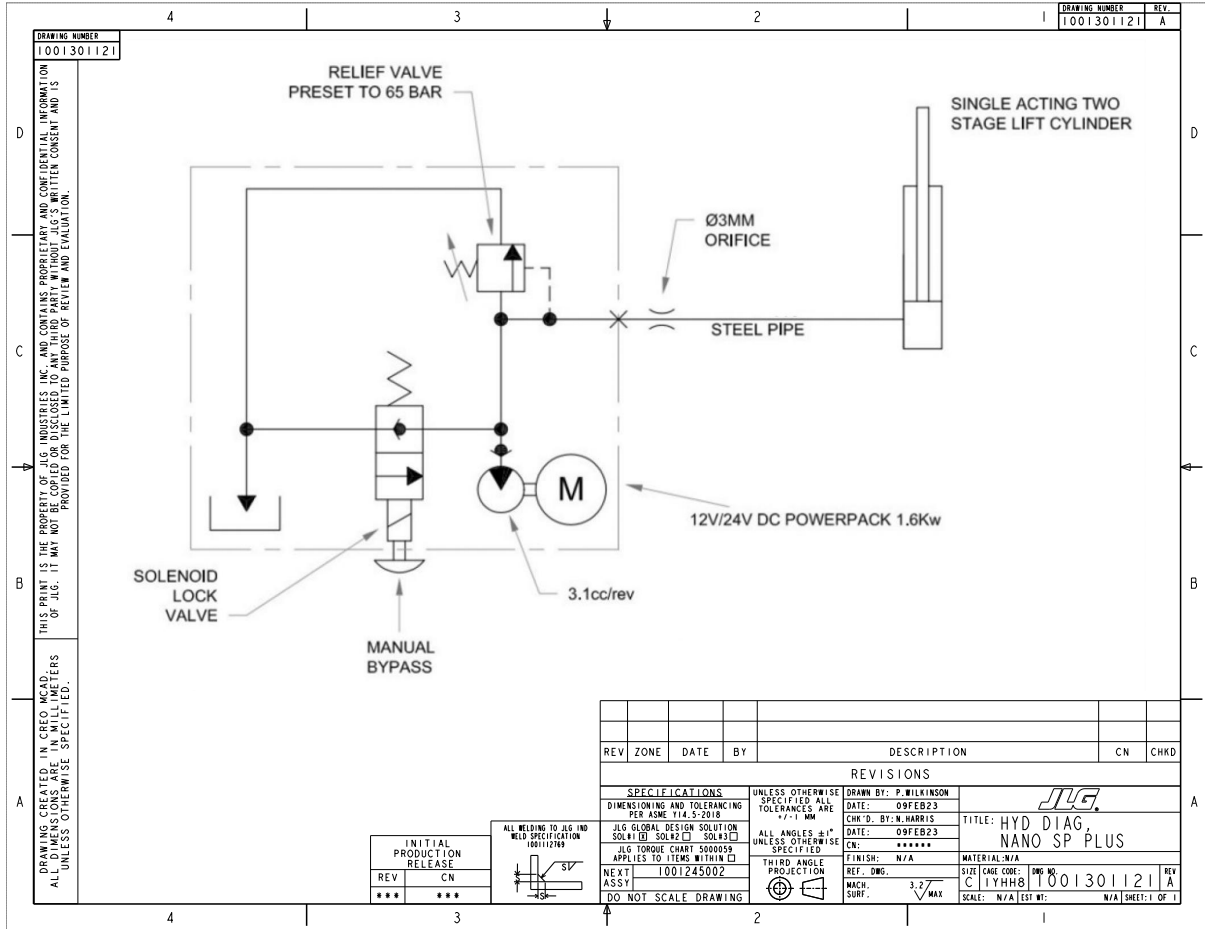 4 3 2 1
DRAWING NUMBER
1001301121
REV.
A
DRAWING NUMBER
1001301121
D
C
B
A
D
C
B
A
THIS PRINT IS THE PROPERTY OF JLG INDUSTRIES INC. AND CONTAINS PROPRIETARY AND CONFIDENTIAL INFORMATION
OF JLG. IT MAY NOT BE COPIED OR DISCLOSED TO ANY THIRD PARTY WITHOUT JLG'S WRITTEN CONSENT AND IS
PROVIDED FOR THE LIMITED PURPOSE OF REVIEW AND EVALUATION.
DRAWING CREATED IN CREO MCAD.
ALL DIMENSIONS ARE IN MILLIMETERS
UNLESS OTHERWISE SPECIFIED.
RELIEF VALVE
PRESET TO 65 BAR
SINGLE ACTING TWO
STAGE LIFT CYLINDER
Ø3MM
ORIFICE
STEEL PIPE
M
12V/24V DC POWERPACK 1.6Kw
3.1cc/rev
SOLENOID
LOCK
VALVE
MANUAL
BYPASS
REV ZONE DATE BY DESCRIPTION CN CHKD
REVISIONS
INITIAL
PRODUCTION
RELEASE
REV CN
*** ***
ALL WELDING TO JLG IND
WELD SPECIFICATION
1001112769
SPECIFICATIONS
DIMENSIONING AND TOLERANCING
PER ASME Y14.5-2018
JLG GLOBAL DESIGN SOLUTION
SOL#1 SOL#2 SOL#3
JLG TORQUE CHART 5000059
APPLIES TO ITEMS WITHIN
NEXT
ASSY
1001245002
DO NOT SCALE DRAWING
UNLESS OTHERWISE
SPECIFIED ALL
TOLERANCES ARE
+/-1 MM
ALL ANGLES ±1°
UNLESS OTHERWISE
SPECIFIED
THIRD ANGLE
PROJECTION
DRAWN BY: P.WILKINSON
DATE: 09FEB23
CHK'D. BY: N.HARRIS
DATE: 09FEB23
CN: ******
FINISH: N/A
REF. DWG.
MACH.
SURF.
3.2
MAX
JLG.
TITLE: HYD DIAG,
NANO SP PLUS
MATERIAL: N/A
SIZE CAGE CODE: DWG NO. REV
C 1YHH8 1001301121 A
SCALE: N/A EST WT: N/A SHEET: 1 OF 1
4 3 2 1